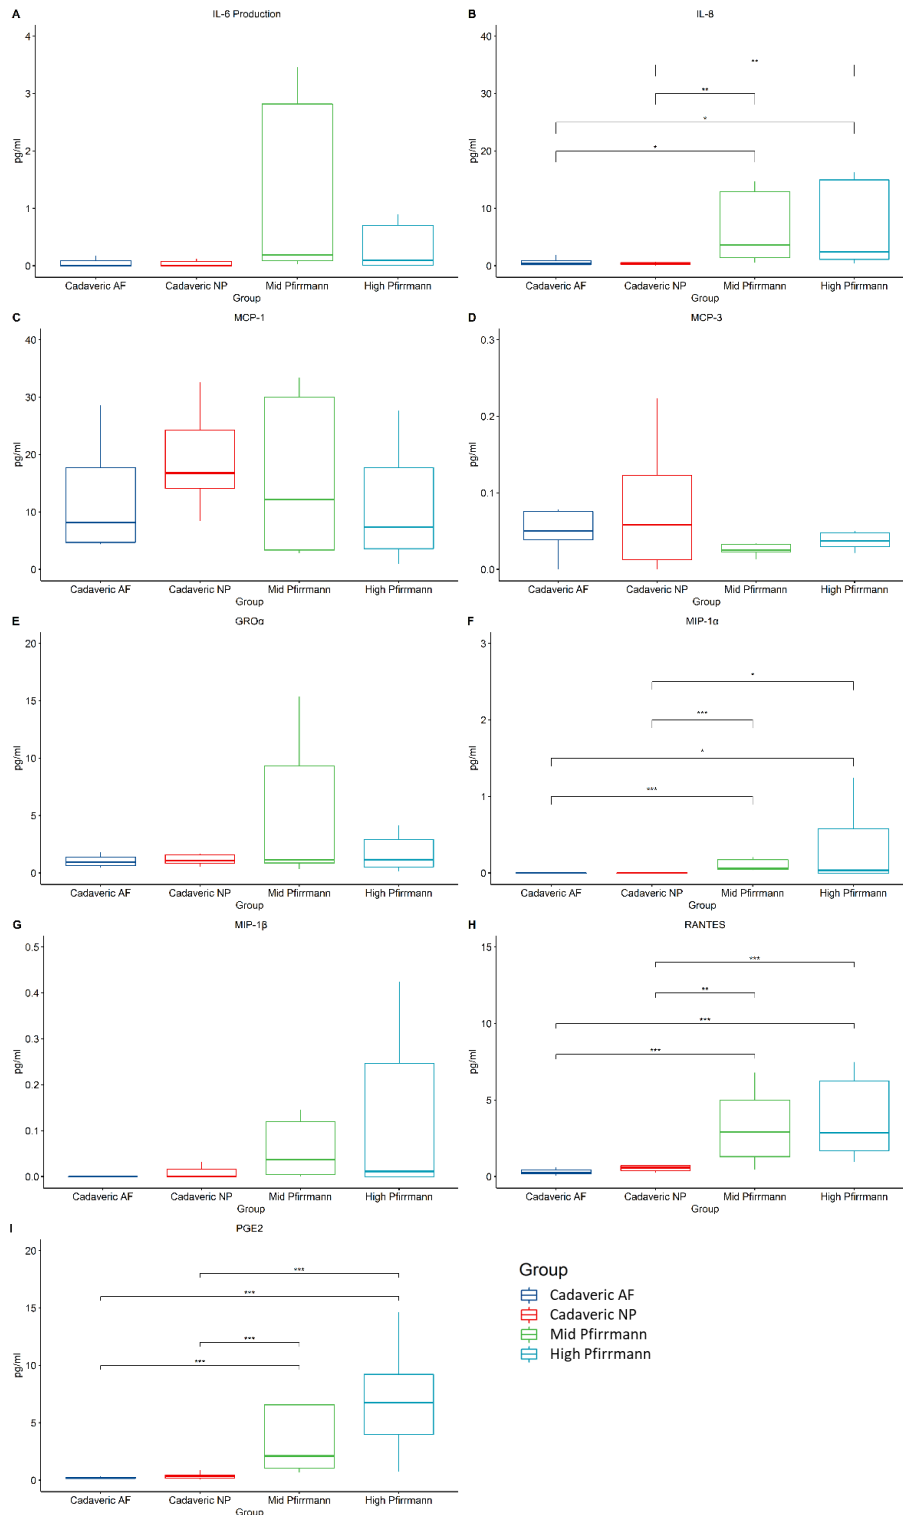 A
IL-6 Production
4
3
2
1
0
pg/ml
Cadaveric AF Cadaveric NP Mid Pfirrmann High Pfirrmann
Group
B
IL-8
40
30
20
10
0
pg/ml
**
**
*
*
Cadaveric AF Cadaveric NP Mid Pfirrmann High Pfirrmann
Group
C
MCP-1
40
30
20
10
0
pg/ml
Cadaveric AF Cadaveric NP Mid Pfirrmann High Pfirrmann
Group
D
MCP-3
0.3
0.2
0.1
0.0
pg/ml
Cadaveric AF Cadaveric NP Mid Pfirrmann High Pfirrmann
Group
E
GROα
20
15
10
5
0
pg/ml
Cadaveric AF Cadaveric NP Mid Pfirrmann High Pfirrmann
Group
F
MIP-1α
3
2
1
0
pg/ml
*
***
*
***
Cadaveric AF Cadaveric NP Mid Pfirrmann High Pfirrmann
Group
G
MIP-1β
0.5
0.4
0.3
0.2
0.1
0.0
pg/ml
Cadaveric AF Cadaveric NP Mid Pfirrmann High Pfirrmann
Group
H
RANTES
15
10
5
0
pg/ml
***
**
***
***
Cadaveric AF Cadaveric NP Mid Pfirrmann High Pfirrmann
Group
I
PGE2
20
15
10
5
0
pg/ml
***
***
***
***
Cadaveric AF Cadaveric NP Mid Pfirrmann High Pfirrmann
Group
Group
Cadaveric AF
Cadaveric NP
Mid Pfirrmann
High Pfirrmann